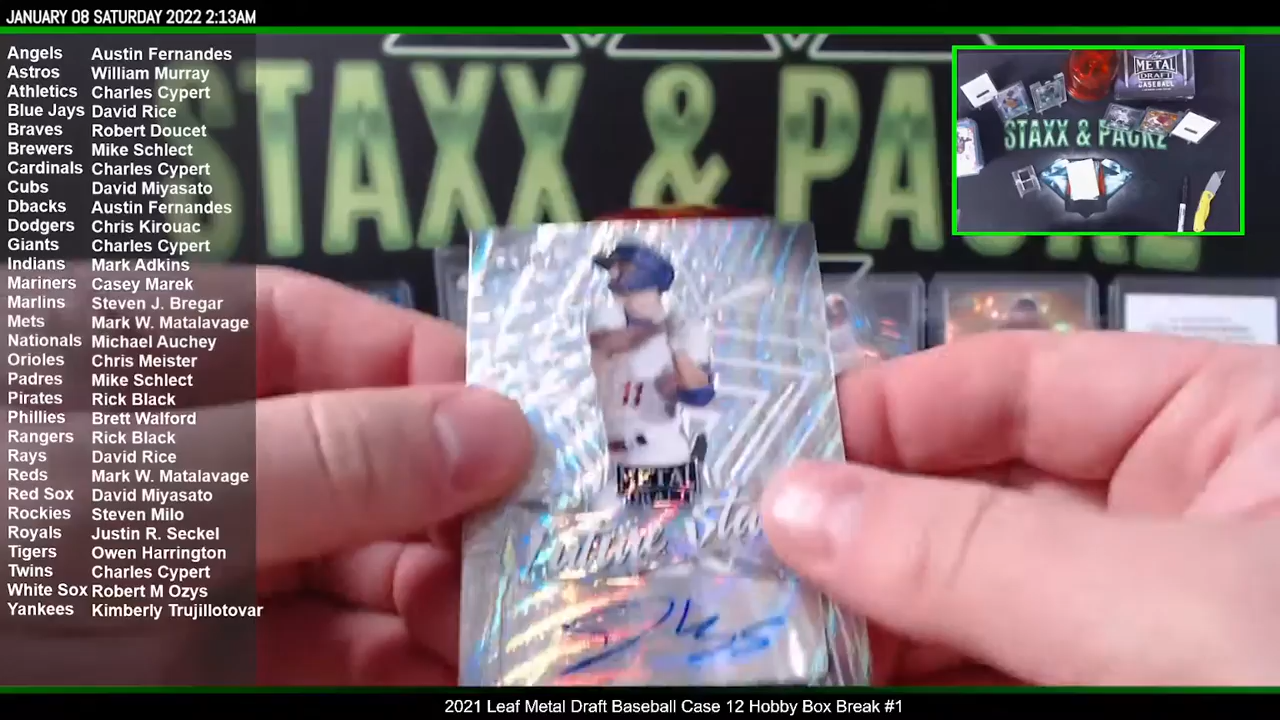 JANUARY 08 SATURDAY 2022 2:13AM
Angels Austin Fernandes
Astros William Murray
Athletics Charles Cypert
Blue Jays David Rice
Braves Robert Doucet
Brewers Mike Schlect
Cardinals Charles Cypert
Cubs David Miyasato
Dbacks Austin Fernandes
Dodgers Chris Kirouac
Giants Charles Cypert
Indians Mark Adkins
Mariners Casey Marek
Marlins Steven J. Bregar
Mets Mark W. Matalavage
Nationals Michael Auchey
Orioles Chris Meister
Padres Mike Schlect
Pirates Rick Black
Phillies Brett Walford
Rangers Rick Black
Rays David Rice
Reds Mark W. Matalavage
Red Sox David Miyasato
Rockies Steven Milo
Royals Justin R. Seckel
Tigers Owen Harrington
Twins Charles Cypert
White Sox Robert M Ozys
Yankees Kimberly Trujillotovar
STAXX & PACKZ
METAL
DRAFT
BASEBALL
STAXX & PACKZ
11
METAL
Future Sta
2021 Leaf Metal Draft Baseball Case 12 Hobby Box Break #1